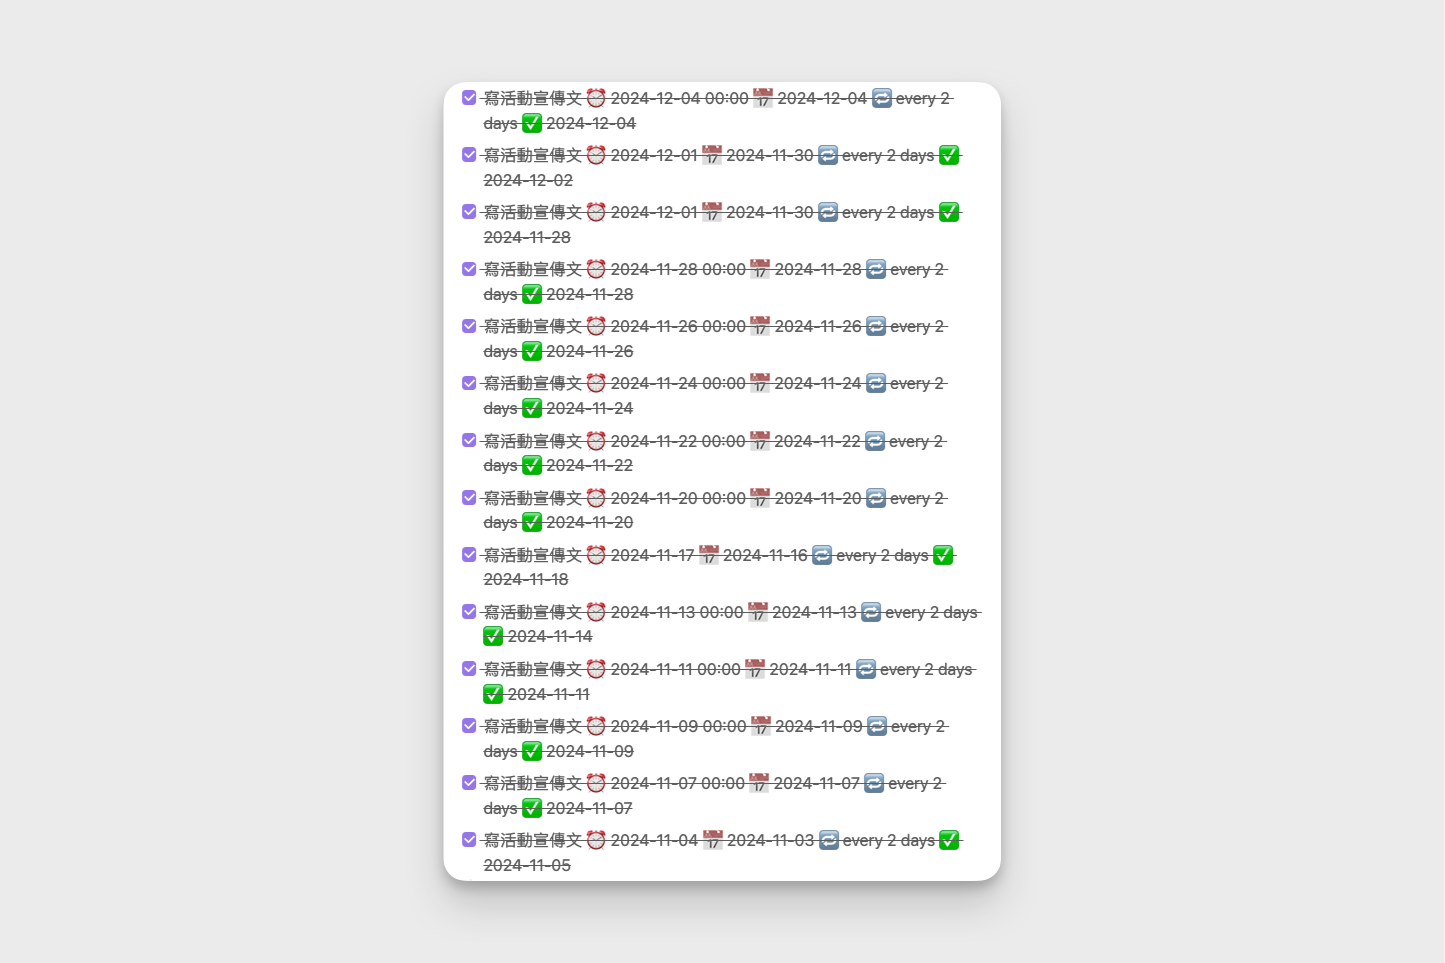 寫活動宣傳文 ⏰ 2024-12-04 00:00 📅 2024-12-04 🔁 every 2
days ✅ 2024-12-04
寫活動宣傳文 ⏰ 2024-12-01 📅 2024-11-30 🔁 every 2 days ✅
2024-12-02
寫活動宣傳文 ⏰ 2024-12-01 📅 2024-11-30 🔁 every 2 days ✅
2024-11-28
寫活動宣傳文 ⏰ 2024-11-28 00:00 📅 2024-11-28 🔁 every 2
days ✅ 2024-11-28
寫活動宣傳文 ⏰ 2024-11-26 00:00 📅 2024-11-26 🔁 every 2
days ✅ 2024-11-26
寫活動宣傳文 ⏰ 2024-11-24 00:00 📅 2024-11-24 🔁 every 2
days ✅ 2024-11-24
寫活動宣傳文 ⏰ 2024-11-22 00:00 📅 2024-11-22 🔁 every 2
days ✅ 2024-11-22
寫活動宣傳文 ⏰ 2024-11-20 00:00 📅 2024-11-20 🔁 every 2
days ✅ 2024-11-20
寫活動宣傳文 ⏰ 2024-11-17 📅 2024-11-16 🔁 every 2 days ✅
2024-11-18
寫活動宣傳文 ⏰ 2024-11-13 00:00 📅 2024-11-13 🔁 every 2 days
✅ 2024-11-14
寫活動宣傳文 ⏰ 2024-11-11 00:00 📅 2024-11-11 🔁 every 2 days
✅ 2024-11-11
寫活動宣傳文 ⏰ 2024-11-09 00:00 📅 2024-11-09 🔁 every 2
days ✅ 2024-11-09
寫活動宣傳文 ⏰ 2024-11-07 00:00 📅 2024-11-07 🔁 every 2
days ✅ 2024-11-07
寫活動宣傳文 ⏰ 2024-11-04 📅 2024-11-03 🔁 every 2 days ✅
2024-11-05